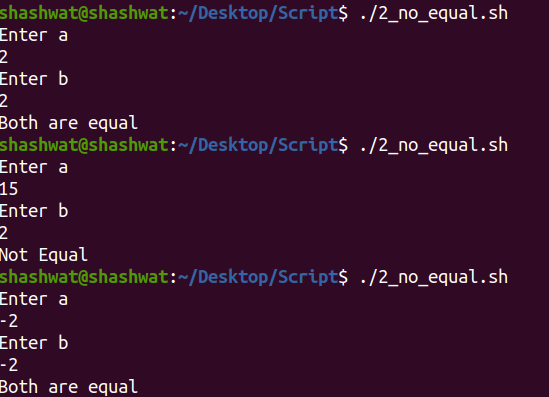 shashwat@shashwat:~/Desktop/Script$ ./2_no_equal.sh
Enter a
2
Enter b
2
Both are equal
shashwat@shashwat:~/Desktop/Script$ ./2_no_equal.sh
Enter a
15
Enter b
2
Not Equal
shashwat@shashwat:~/Desktop/Script$ ./2_no_equal.sh
Enter a
-2
Enter b
-2
Both are equal